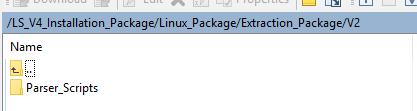 Download Edit Properties
/LS_V4_Installation_Package/Linux_Package/Extraction_Package/V2
Name
..
Parser_Scripts